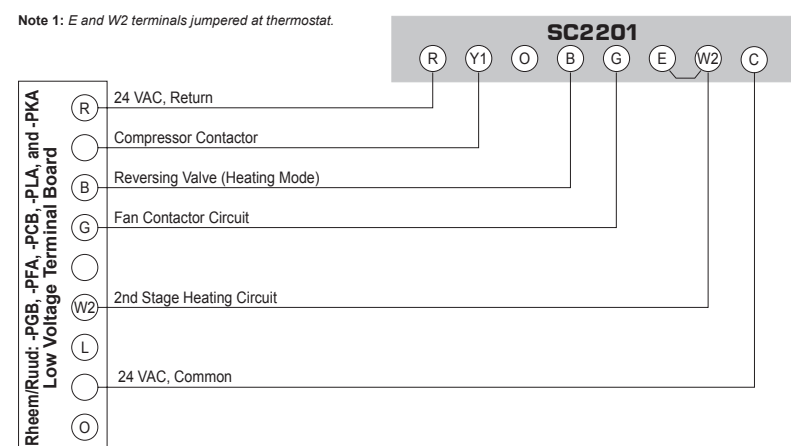 Note 1: E and W2 terminals jumpered at thermostat.
SC2201
R Y1 O B G E W2 C
Rheem/Ruud: -PGB, -PFA, -PCB, -PLA, and -PKA
Low Voltage Terminal Board
R 24 VAC, Return
Compressor Contactor
B Reversing Valve (Heating Mode)
G Fan Contactor Circuit
W2 2nd Stage Heating Circuit
L
24 VAC, Common
O